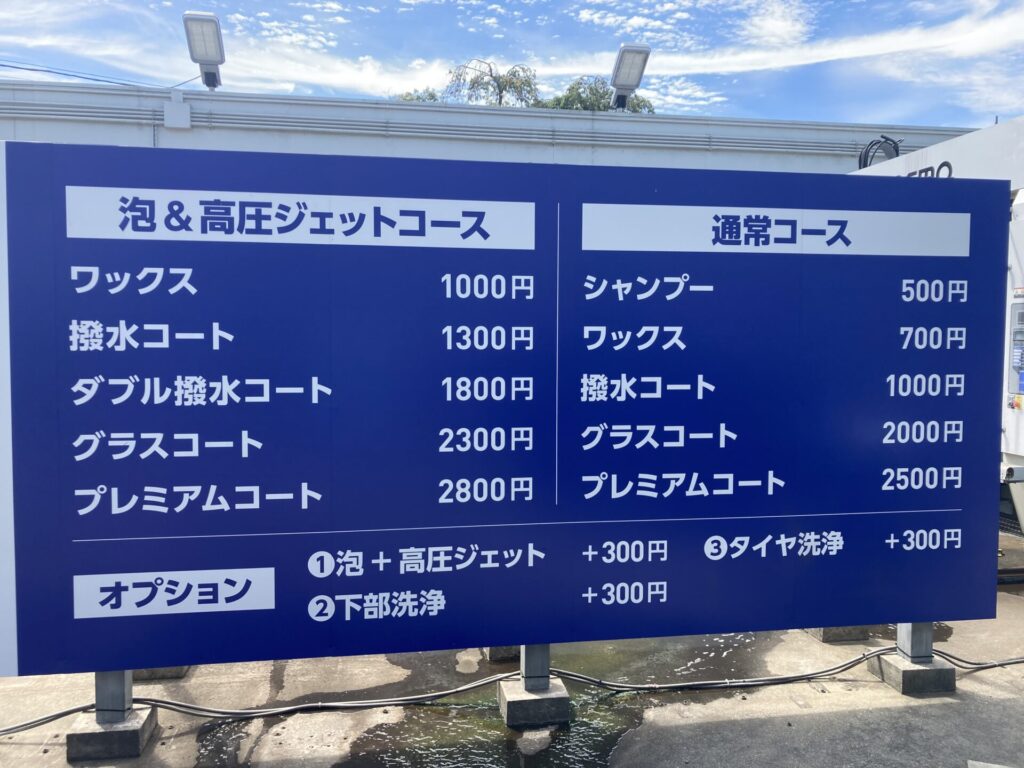 泡&高圧ジェットコース
ワックス 1000円
撥水コート 1300円
ダブル撥水コート 1800円
グラスコート 2300円
プレミアムコート 2800円
通常コース
シャンプー 500円
ワックス 700円
撥水コート 1000円
グラスコート 2000円
プレミアムコート 2500円
オプション
❶泡+高圧ジェット +300円
❷下部洗浄 +300円
❸タイヤ洗浄 +300円